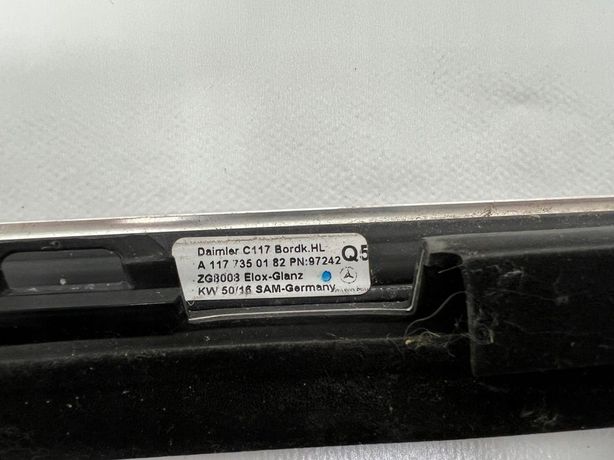 Daimler C117 Bordk.HL
A 117 735 01 82 PN:97242 Q5
ZG8003 Elox-Glanz
KW 50/16 SAM-Germany